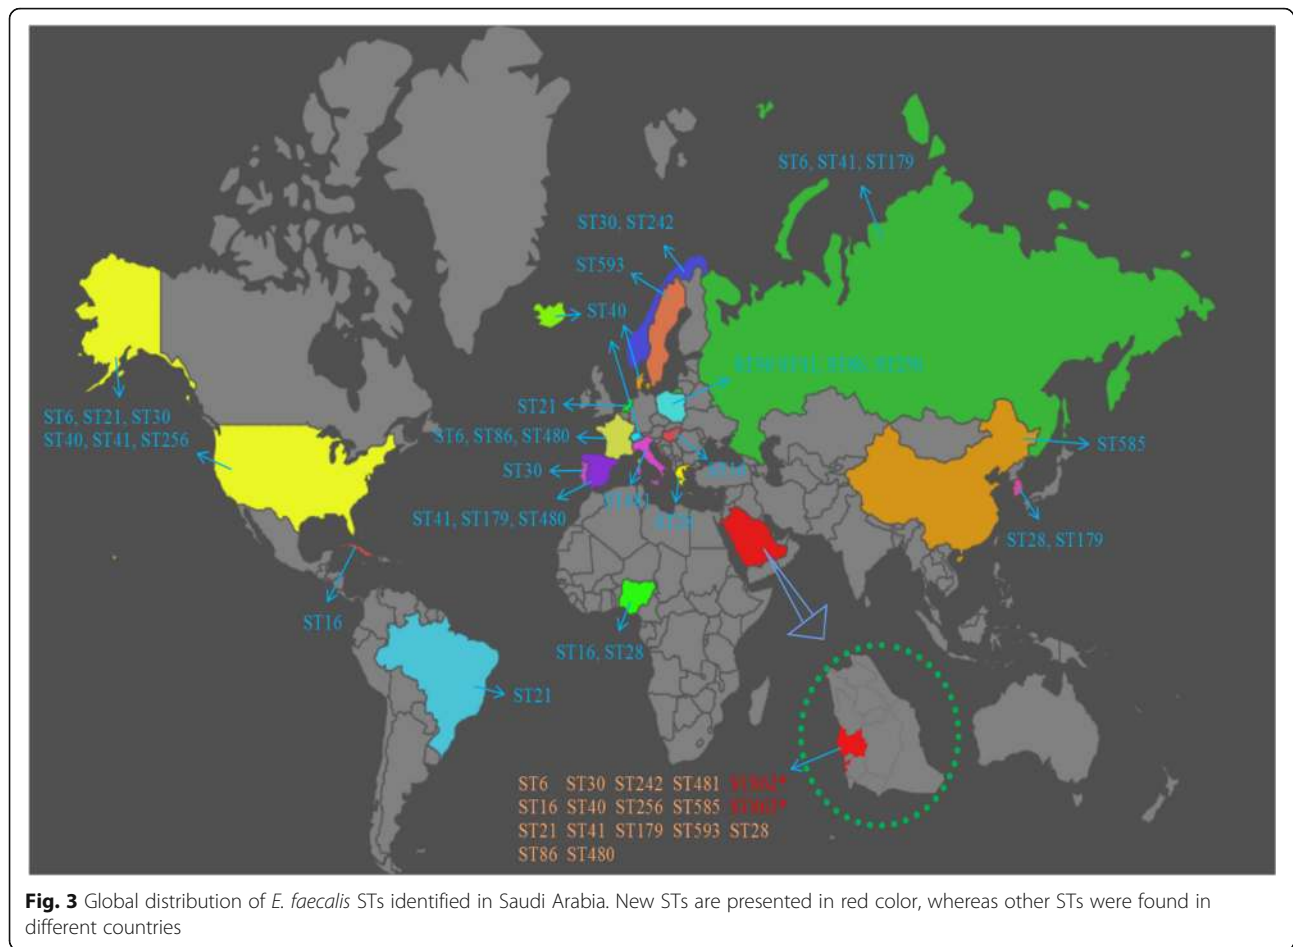 ST6, ST41, ST179
ST30, ST242
ST593
ST40
ST21
ST6, ST21, ST30
ST40, ST41, ST256
ST6, ST86, ST480
ST585
ST30
ST16
ST481
ST41, ST179, ST480
ST28, ST179
ST16
ST16, ST28
ST21
ST6 ST30 ST242 ST481
ST16 ST40 ST256 ST585
ST21 ST41 ST179 ST593 ST28
ST86 ST480
Fig. 3 Global distribution of E. faecalis STs identified in Saudi Arabia. New STs are presented in red color, whereas other STs were found in
different countries